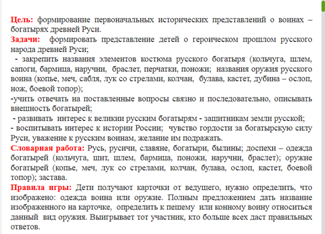 Цель: формирование первоначальных исторических представлений о воинах –
богатырях древней Руси.
Задачи: формировать представление детей о героическом прошлом русского
народа древней Руси;
- закрепить названия элементов костюма русского богатыря (кольчуга, шлем,
сапоги, бармица, наручни, браслет, перчатки, поножи; названия оружия русского
воина (копье, меч, сабля, лук со стрелами, колчан, булава, кастет, дубина – ослоп,
нож, боевой топор);
-учить отвечать на поставленные вопросы связно и последовательно, описывать
внешность богатырей;
- развивать интерес к великим русским богатырям - защитникам земли русской;
- воспитывать интерес к истории России; чувство гордости за богатырскую силу
Руси, уважение к русским воинам, желание им подражать.
Словарная работа: Русь, русичи, славяне, богатыри, былины; доспехи – одежда
богатырей (кольчуга, щит, шлем, бармица, поножи, наручни, браслет); оружие
богатырей (копье, меч, лук со стрелами, колчан, булава, ослоп, кастет, боевой
топор); застава.
Правила игры: Дети получают карточки от ведущего, нужно определить, что
изображено: одежда воина или оружие. Полным предложением дать название
изображенного на карточке, определить к пешему или конному воину относиться
данный вид оружия. Выигрывает тот участник, кто больше всех даст правильных
ответов.